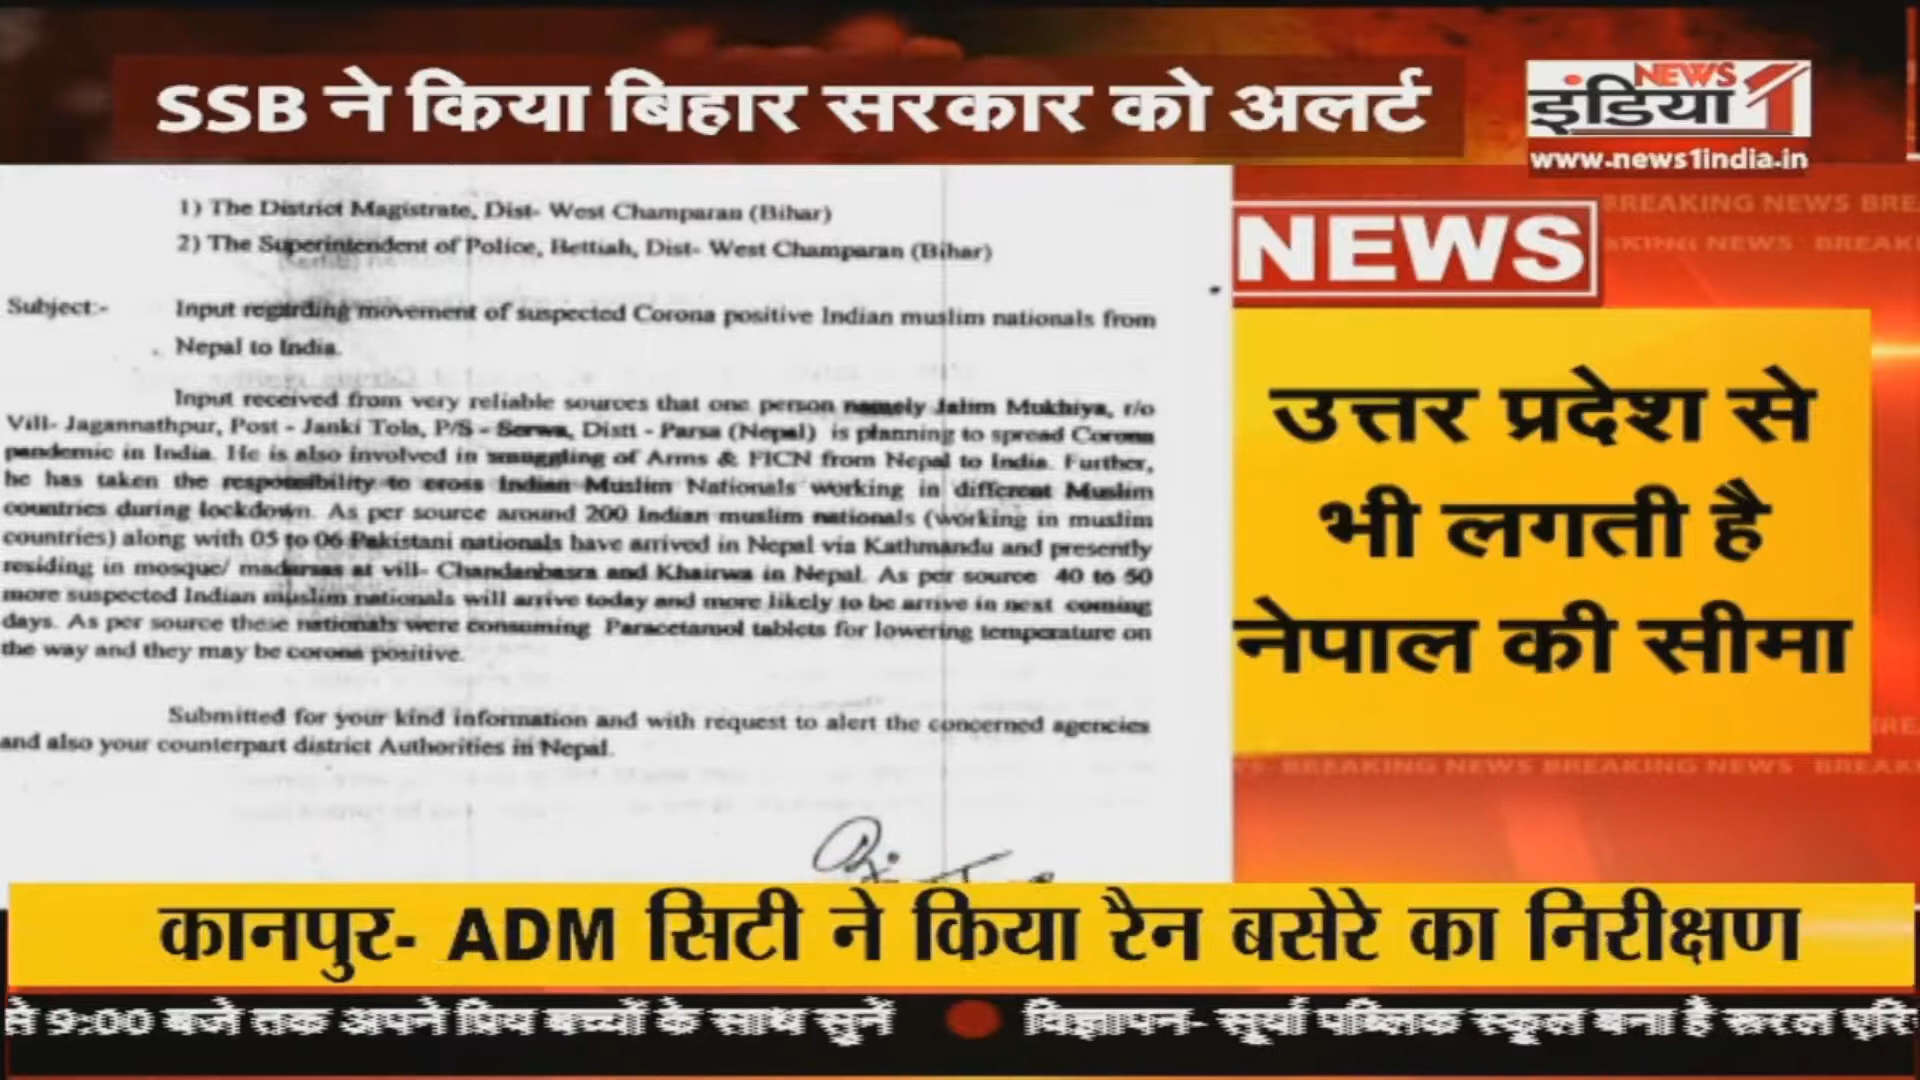 SSB ने किया बिहार सरकार को अलर्ट
NEWS
इंडिया 1
www.news1india.in
1) The District Magistrate, Dist- West Champaran (Bihar)
2) The Superintendent of Police, Bettiah, Dist- West Champaran (Bihar)
Subject:- Input regarding movement of suspected Corona positive Indian muslim nationals from
Nepal to India.
Input received from very reliable sources that one person namely Jalim Mukhiya, r/o
Vill- Jagannathpur, Post - Janki Tola, P/S - Serwa, Distt - Parsa (Nepal) is planning to spread Corona
pandemic in India. He is also involved in smuggling of Arms & FICN from Nepal to India. Further,
he has taken the responsibility to cross Indian Muslim Nationals working in different Muslim
countries during lockdown. As per source around 200 Indian muslim nationals (working in muslim
countries) along with 05 to 06 Pakistani nationals have arrived in Nepal via Kathmandu and presently
residing in mosque/ madarsas at vill- Chandanbasra and Khairwa in Nepal. As per source 40 to 50
more suspected Indian muslim nationals will arrive today and more likely to be arrive in next coming
days. As per source these nationals were consuming Paracetamol tablets for lowering temperature on
the way and they may be corona positive.
Submitted for your kind information and with request to alert the concerned agencies
and also your counterpart district Authorities in Nepal.
BREAKING NEWS BRE
NEWS BREAK
NEWS
उत्तर प्रदेश से
भी लगती है
नेपाल की सीमा
BREAKING NEWS BREAKING NEWS BREAK
कानपुर- ADM सिटी ने किया रैन बसेरे का निरीक्षण
से 9:00 बजे तक अपने प्रिय बच्चों के साथ सुनें
विज्ञापन- सूर्या पब्लिक स्कूल बना है रूरल